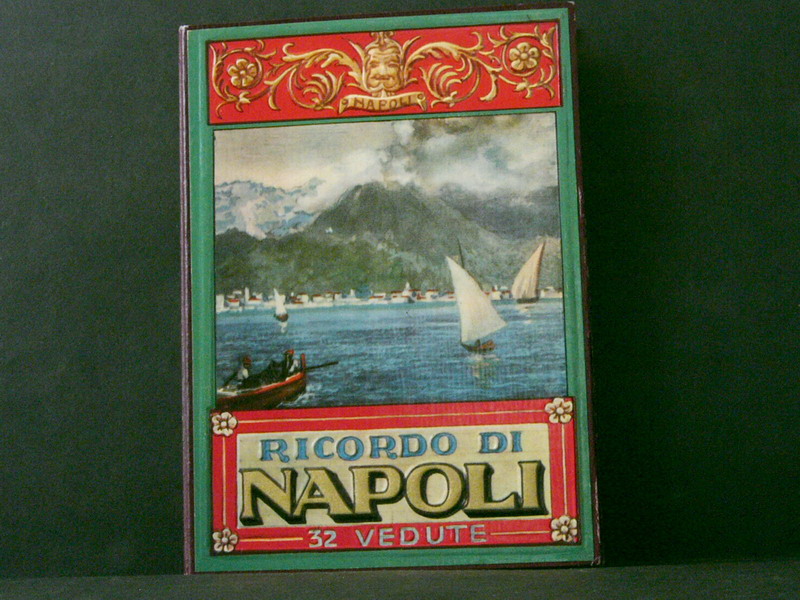 NAPOLI
RICORDO DI
NAPOLI
32 VEDUTE